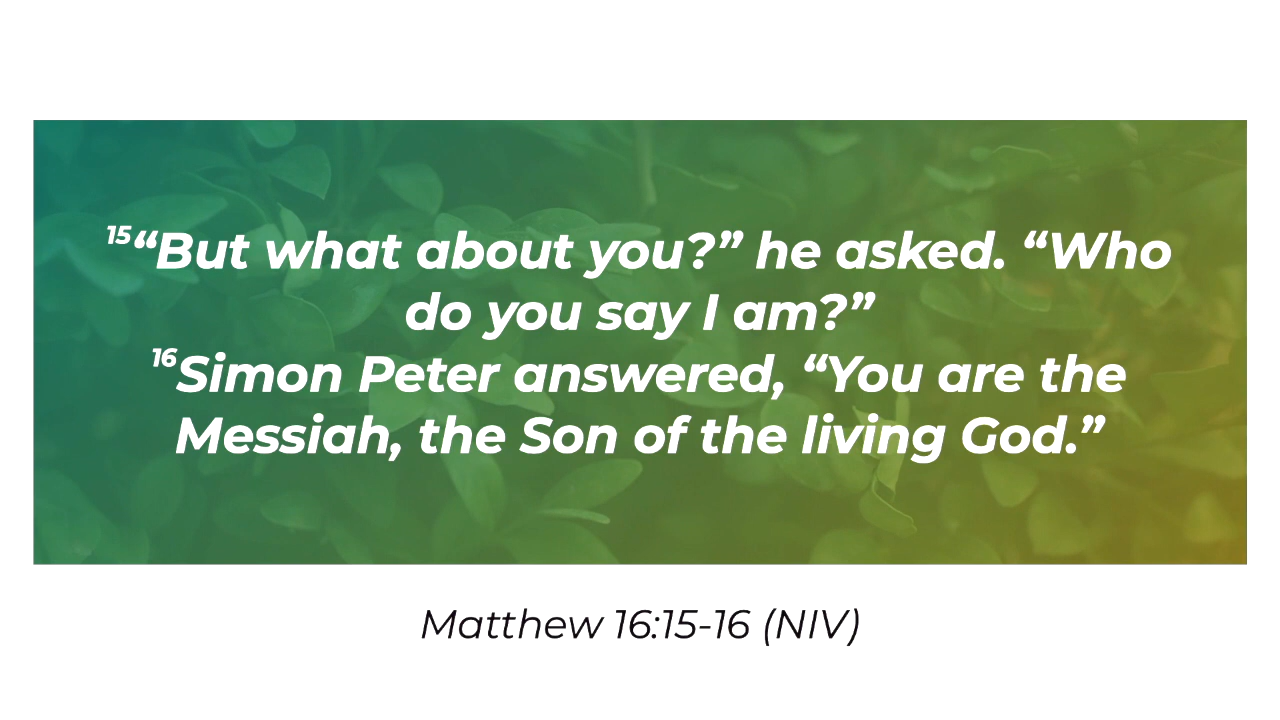 ¹⁵“But what about you?” he asked. “Who
do you say I am?”
¹⁶Simon Peter answered, “You are the
Messiah, the Son of the living God.”
Matthew 16:15-16 (NIV)